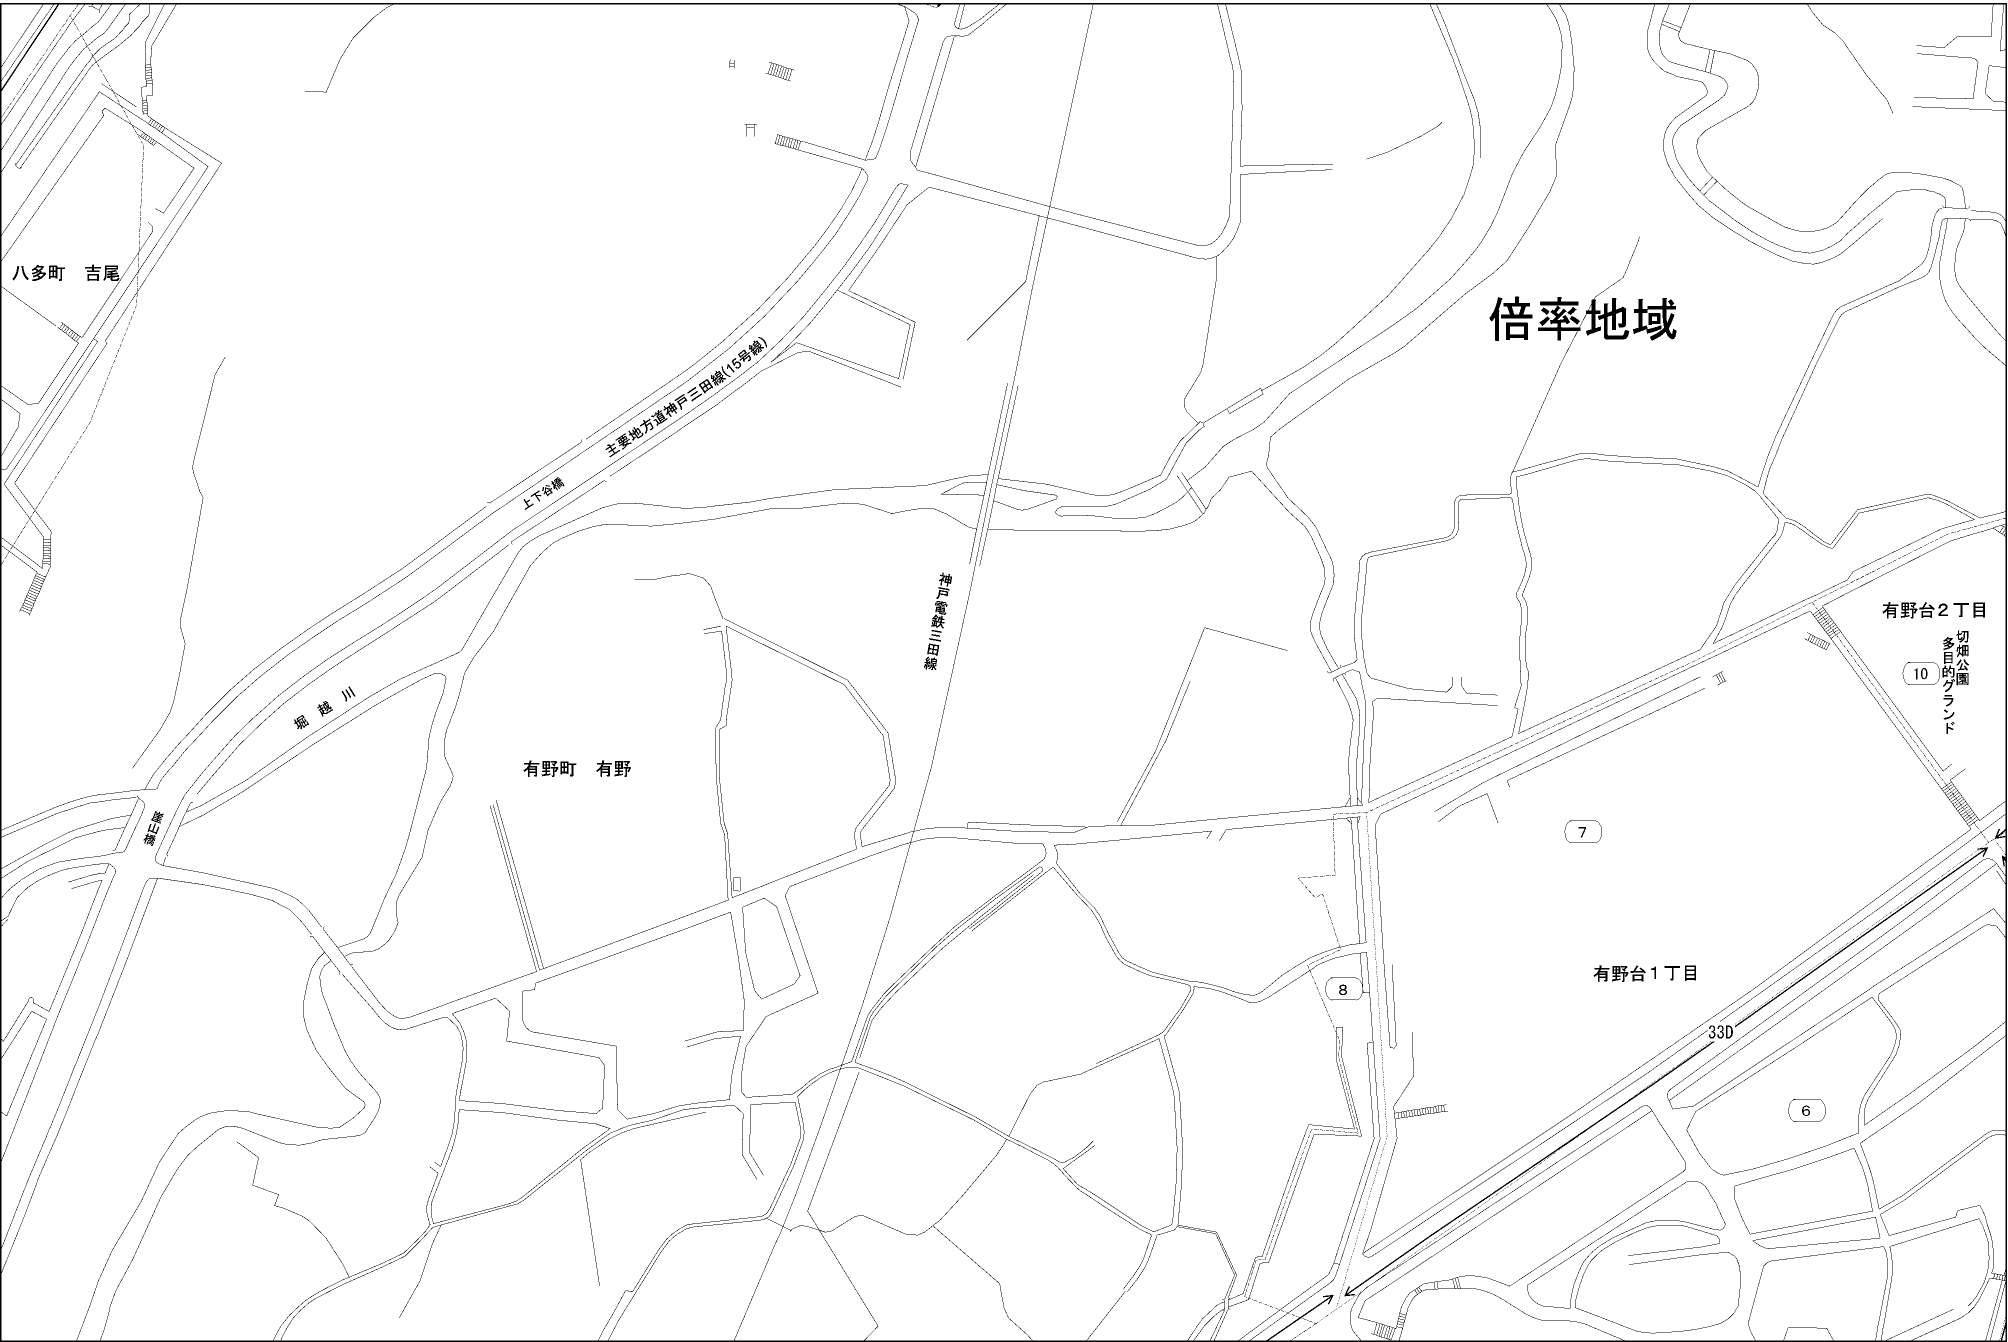 八多町　吉尾
倍率地域
主要地方道神戸三田線(15号線)
上下谷橋
神戸電鉄三田線
有野台２丁目
切畑公園
多目的グランド
10
堀越川
有野町　有野
崖山橋
7
有野台１丁目
8
33D
6